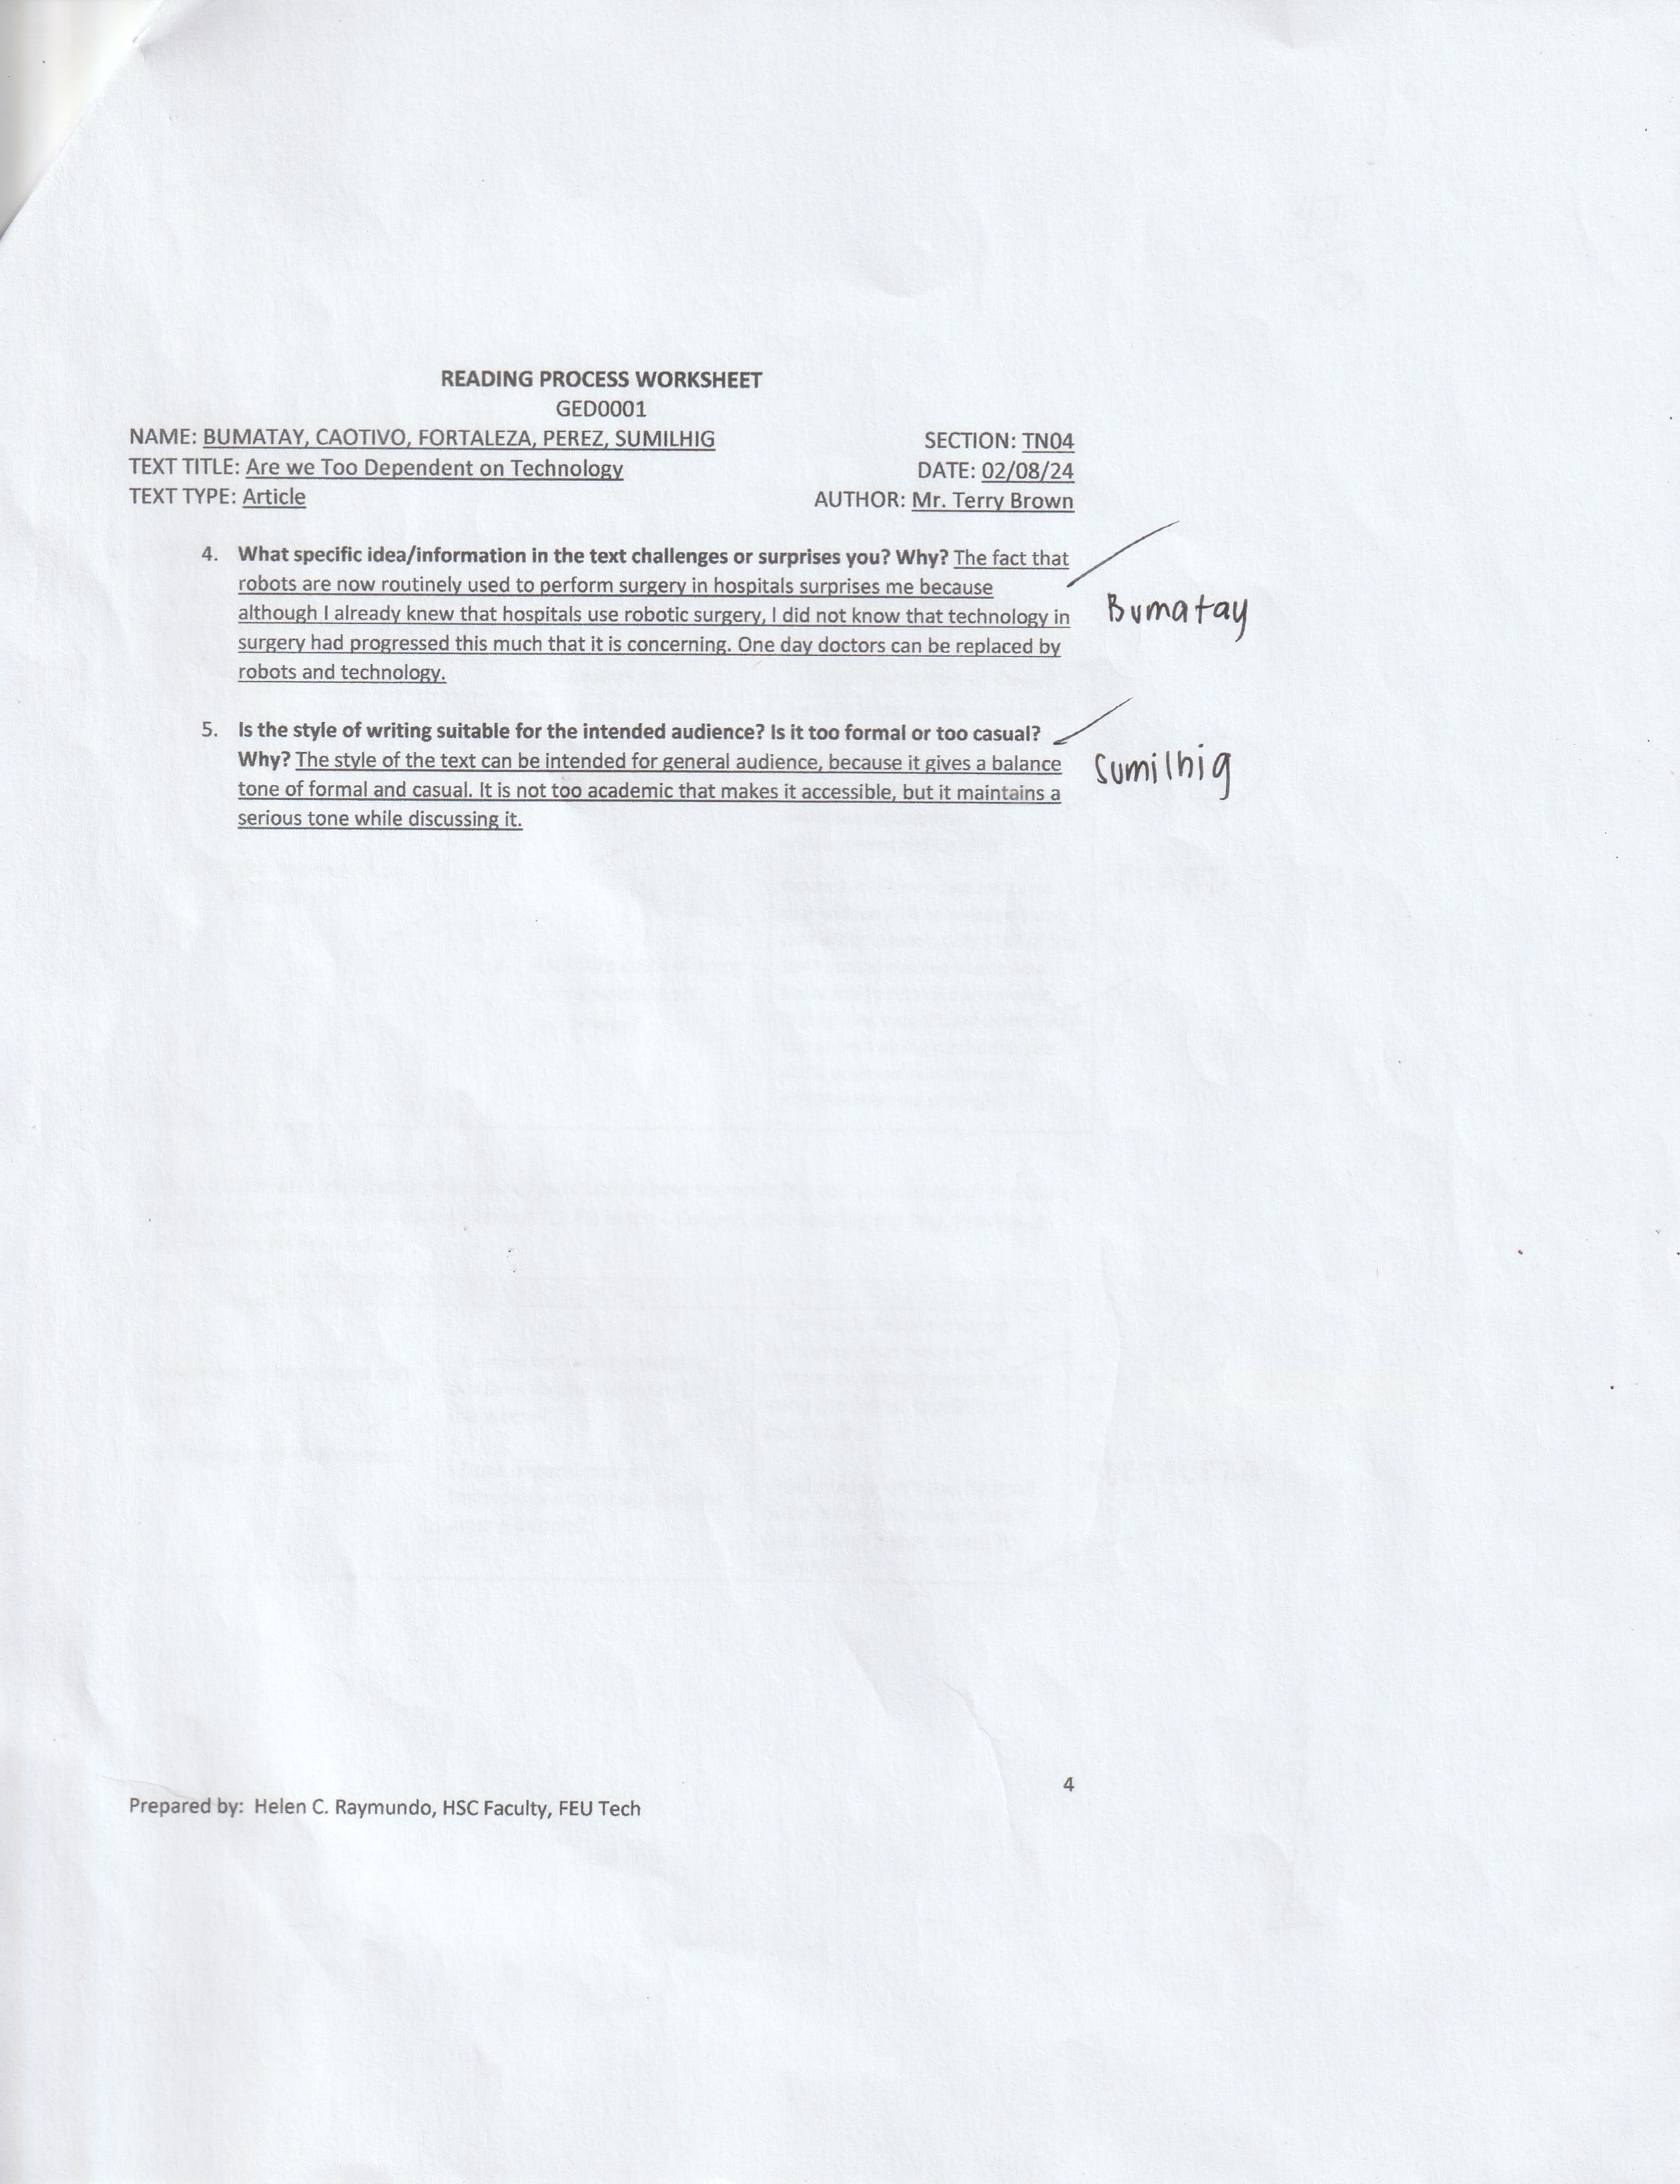 READING PROCESS WORKSHEET
GED0001
NAME: BUMATAY, CAOTIVO, FORTALEZA, PEREZ, SUMILHIG
SECTION: TN04
TEXT TITLE: Are we Too Dependent on Technology
DATE: 02/08/24
TEXT TYPE: Article
AUTHOR: Mr. Terry Brown
4. What specific idea/information in the text challenges or surprises you? Why? The fact that
robots are now routinely used to perform surgery in hospitals surprises me because
although I already knew that hospitals use robotic surgery, I did not know that technology in
surgery had progressed this much that it is concerning. One day doctors can be replaced by
robots and technology.
Bumatay
5. Is the style of writing suitable for the intended audience? Is it too formal or too casual?
Why? The style of the text can be intended for general audience, because it gives a balance
tone of formal and casual. It is not too academic that makes it accessible, but it maintains a
serious tone while discussing it.
Sumilhig
4
Prepared by: Helen C. Raymundo, HSC Faculty, FEU Tech